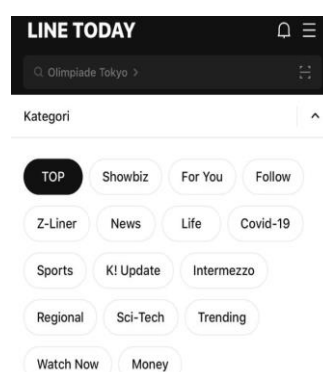 LINE TODAY
Olimpiade Tokyo >
Kategori
TOP Showbiz For You Follow
Z-Liner News Life Covid-19
Sports K! Update Intermezzo
Regional Sci-Tech Trending
Watch Now Money